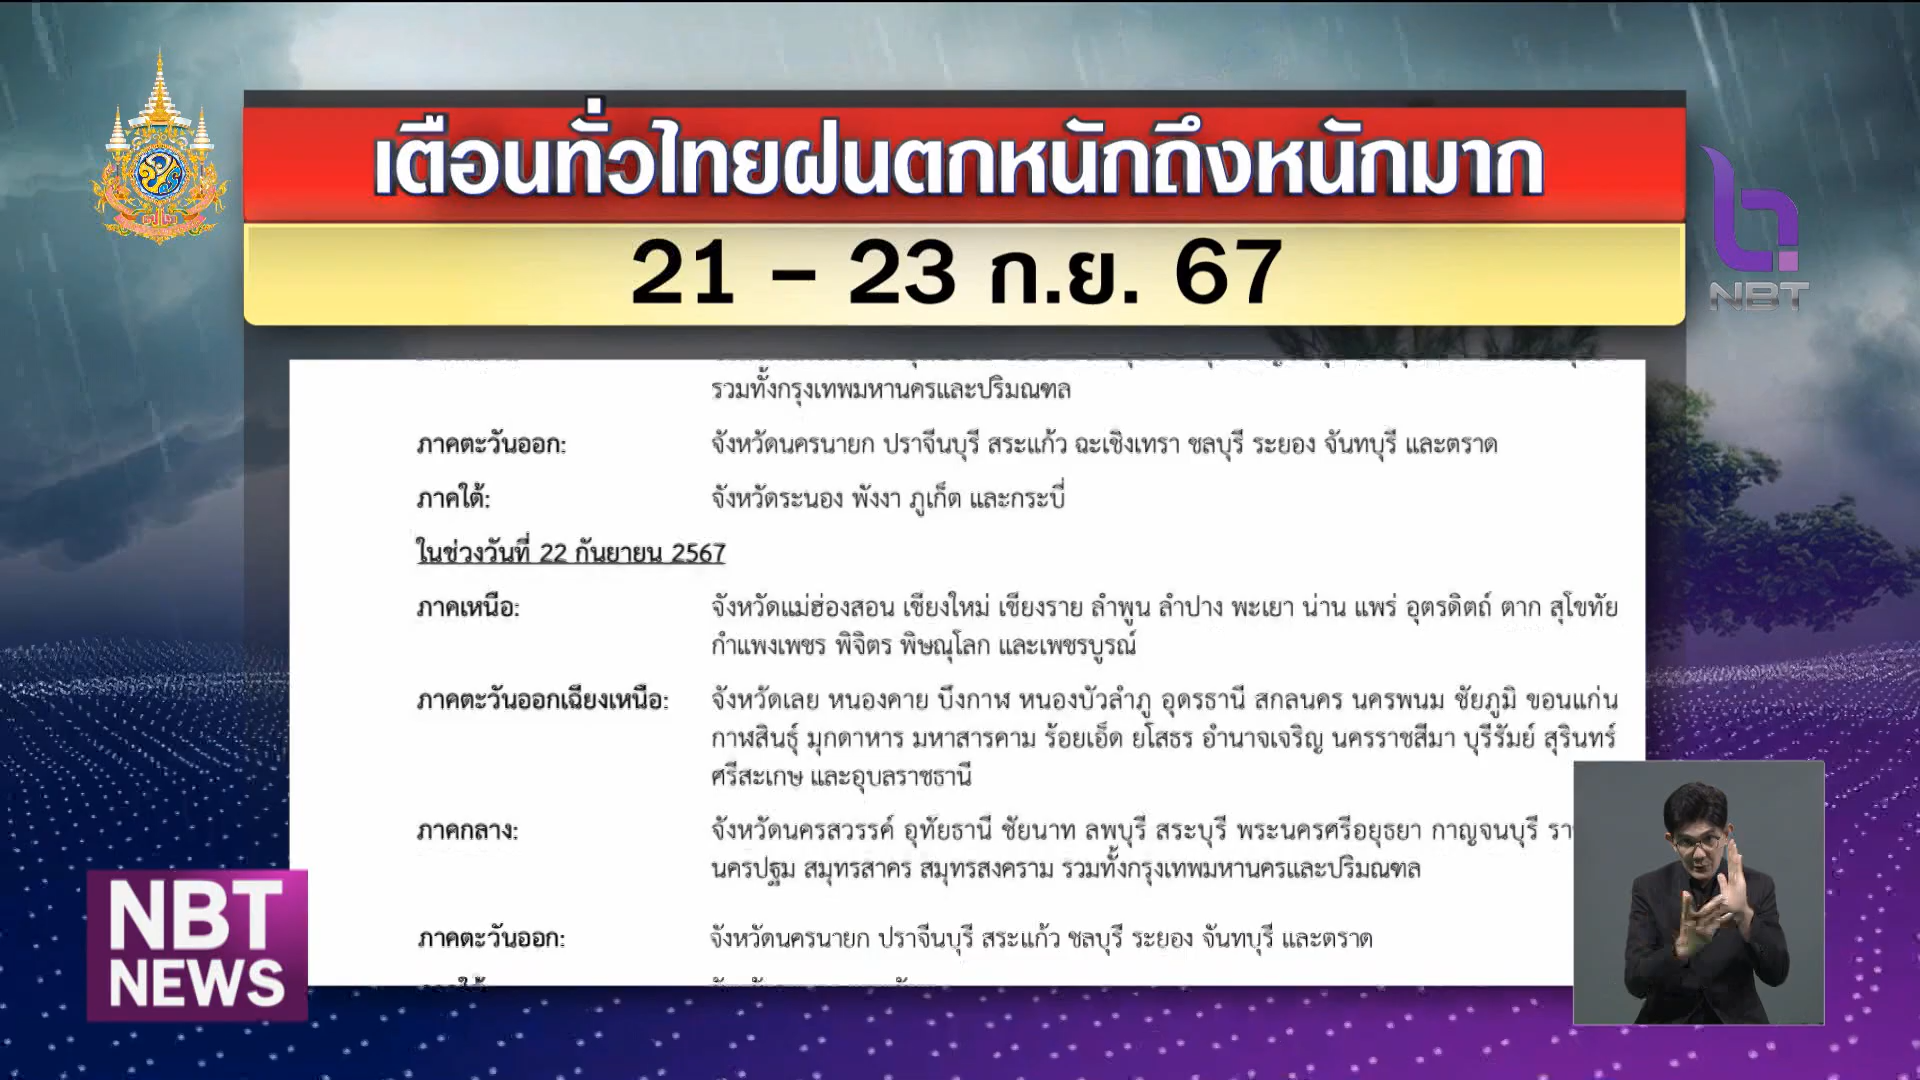 เตือนทั่วไทยฝนตกหนักถึงหนักมาก
21 – 23 ก.ย. 67
NBT
รวมทั้งกรุงเทพมหานครและปริมณฑล
ภาคตะวันออก: จังหวัดนครนายก ปราจีนบุรี สระแก้ว ฉะเชิงเทรา ชลบุรี ระยอง จันทบุรี และตราด
ภาคใต้: จังหวัดระนอง พังงา ภูเก็ต และกระบี่
ในช่วงวันที่ 22 กันยายน 2567
ภาคเหนือ: จังหวัดแม่ฮ่องสอน เชียงใหม่ เชียงราย ลำพูน ลำปาง พะเยา น่าน แพร่ อุตรดิตถ์ ตาก สุโขทัย
กำแพงเพชร พิจิตร พิษณุโลก และเพชรบูรณ์
ภาคตะวันออกเฉียงเหนือ: จังหวัดเลย หนองคาย บึงกาฬ หนองบัวลำภู อุดรธานี สกลนคร นครพนม ชัยภูมิ ขอนแก่น
กาฬสินธุ์ มุกดาหาร มหาสารคาม ร้อยเอ็ด ยโสธร อำนาจเจริญ นครราชสีมา บุรีรัมย์ สุรินทร์
ศรีสะเกษ และอุบลราชธานี
ภาคกลาง: จังหวัดนครสวรรค์ อุทัยธานี ชัยนาท ลพบุรี สระบุรี พระนครศรีอยุธยา กาญจนบุรี
นครปฐม สมุทรสาคร สมุทรสงคราม รวมทั้งกรุงเทพมหานครและปริมณฑล
ภาคตะวันออก: จังหวัดนครนายก ปราจีนบุรี สระแก้ว ชลบุรี ระยอง จันทบุรี และตราด
NBT
NEWS